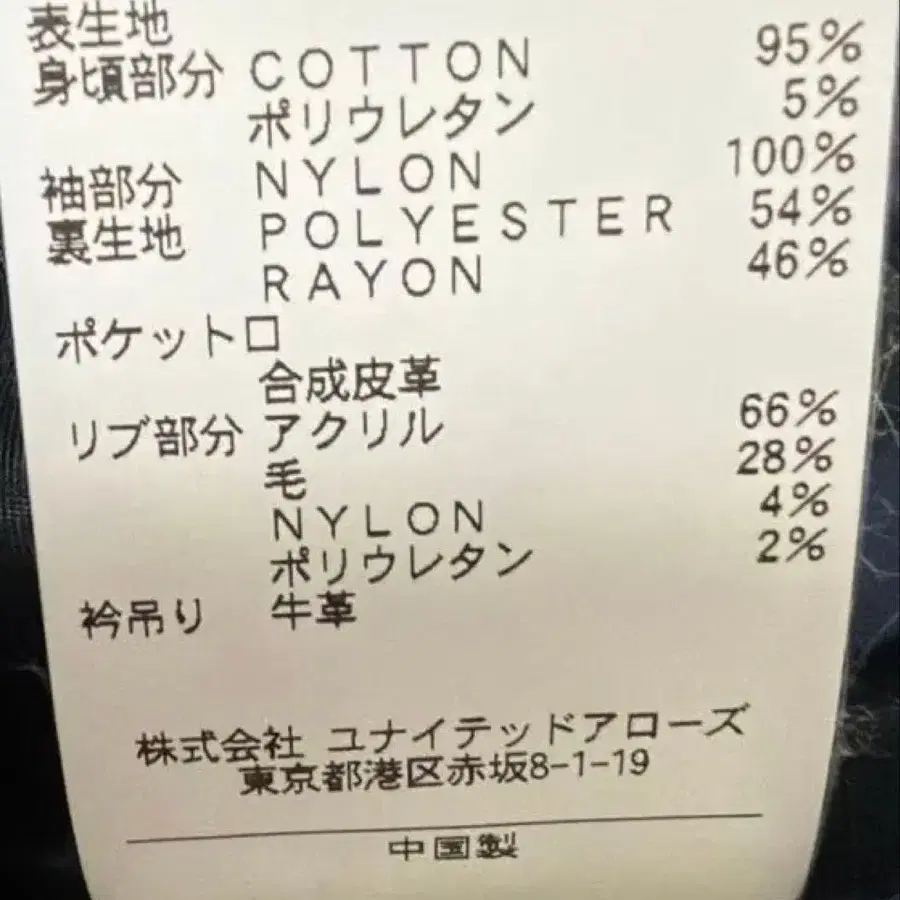 表生地
身頃部分 COTTON 95%
ポリウレタン 5%
袖部分 NYLON 100%
裏生地 POLYESTER 54%
RAYON 46%
ポケット口
合成皮革
リブ部分 アクリル 66%
毛 28%
NYLON 4%
ポリウレタン 2%
衿吊り 牛革
株式会社 ユナイテッドアローズ
東京都港区赤坂8-1-19
中国製